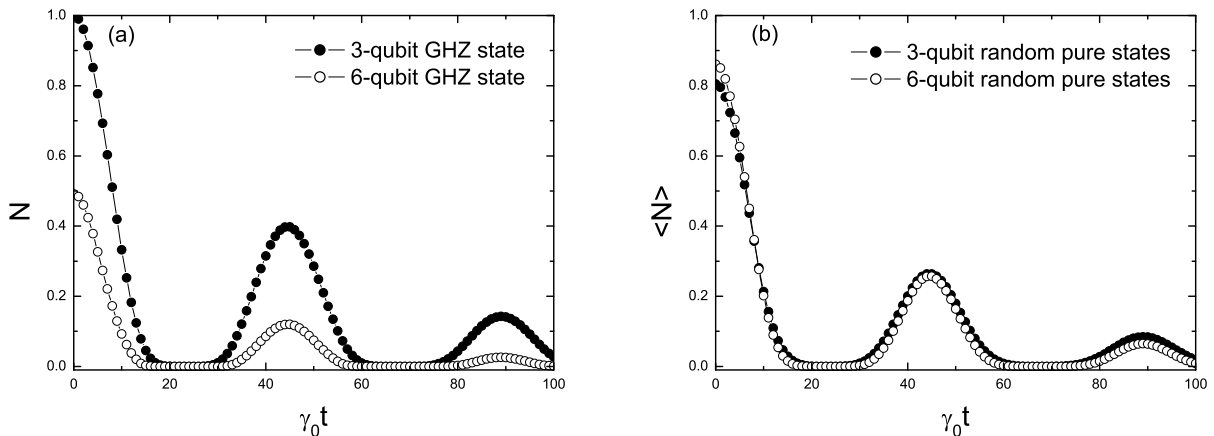 (a)
3-qubit GHZ state
6-qubit GHZ state
N
1.0
0.8
0.6
0.4
0.2
0.0
0 20 40 60 80 100
γ₀t
(b)
3-qubit random pure states
6-qubit random pure states
<N>
1.0
0.8
0.6
0.4
0.2
0.0
0 20 40 60 80 100
γ₀t